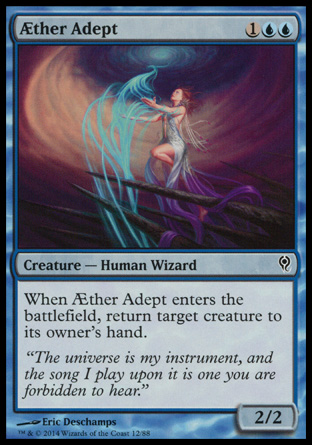 Æther Adept 1
Creature — Human Wizard
When Æther Adept enters the
battlefield, return target creature to
its owner's hand.
“The universe is my instrument, and
the song I play upon it is one you are
forbidden to hear.”
Eric Deschamps
™ & © 2014 Wizards of the Coast 12/88
2/2